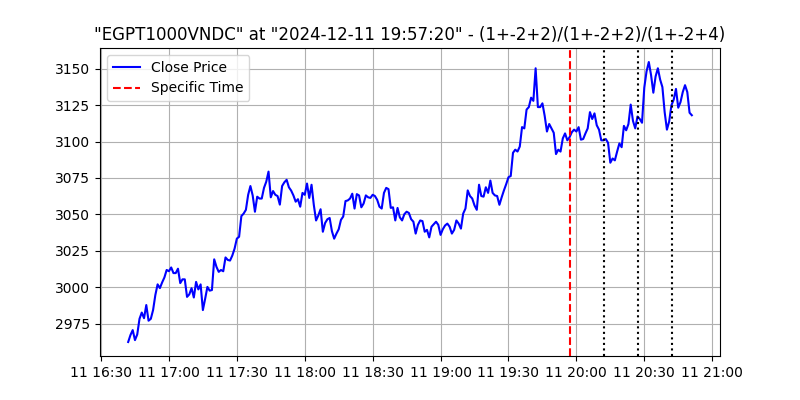 "EGPT1000VNDC" at "2024-12-11 19:57:20" - (1+-2+2)/(1+-2+2)/(1+-2+4)
Close Price
Specific Time
3150
3125
3100
3075
3050
3025
3000
2975
11 16:30 11 17:00 11 17:30 11 18:00 11 18:30 11 19:00 11 19:30 11 20:00 11 20:30 11 21:00